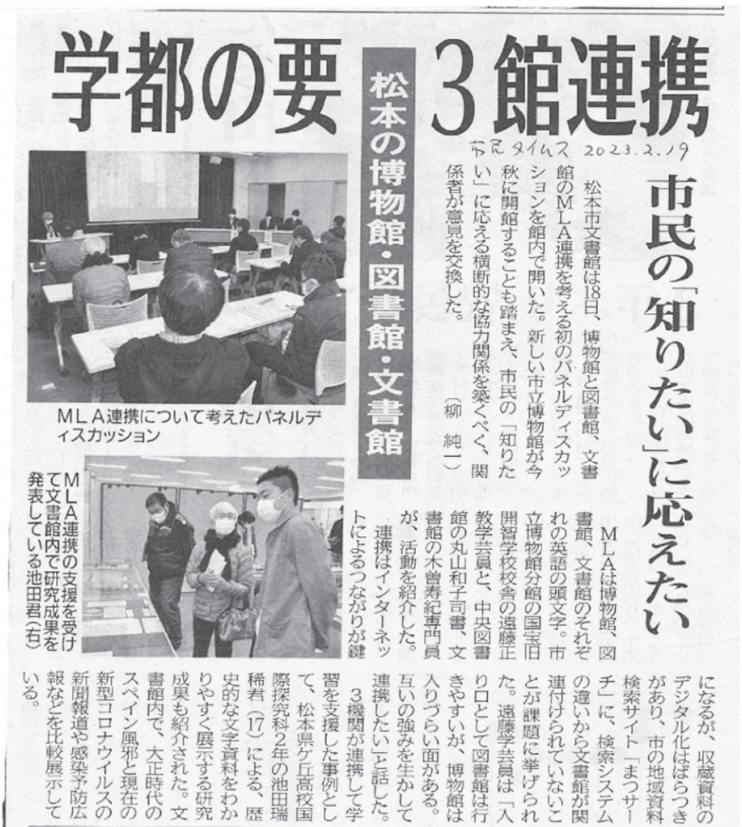 学都の要 3館連携
松本の博物館・図書館・文書館
市民タイムス 2023.2.19
市民の「知りたい」に応えたい
松本市文書館は18日、博物館と図書館、文書
館のMLA連携を考える初のパネルディスカッ
ションを館内で開いた。新しい市立博物館が今
秋に開館することも踏まえ、市民の「知りた
い」に応える横断的な協力関係を築くべく、関
係者が意見を交換した。
(柳 純一)
MLAは博物館、図
書館、文書館のそれぞ
れの英語の頭文字。市
立博物館分館の国宝旧
開智学校校舎の遠藤正
教学芸員と、中央図書
館の丸山和子司書、文
書館の木曽寿紀専門員
が、活動を紹介した。
連携はインターネッ
トによるつながりが鍵
になるが、収蔵資料の
デジタル化はばらつき
があり、市の地域資料
検索サイト「まつサー
チ」に、検索システム
の違いから文書館が関
連付けられていないこ
とが課題に挙げられ
た。遠藤学芸員は「入
り口として図書館は行
きやすいが、博物館は
入りづらい面がある。
互いの強みを生かして
連携したい」と話した。
3機関が連携して学
習を支援した事例とし
て、松本県ケ丘高校国
際探究科2年の池田瑞
稀君(17)による、歴
史的な文字資料をわか
りやすく展示する研究
成果も紹介された。文
書館内で、大正時代の
スペイン風邪と現在の
新型コロナウイルスの
新聞報道や感染予防広
報などを比較展示して
いる。
MLA連携について考えたパネルデ
ィスカッション
MLA連携の支援を受け
て文書館内で研究成果を
発表している池田君(右)